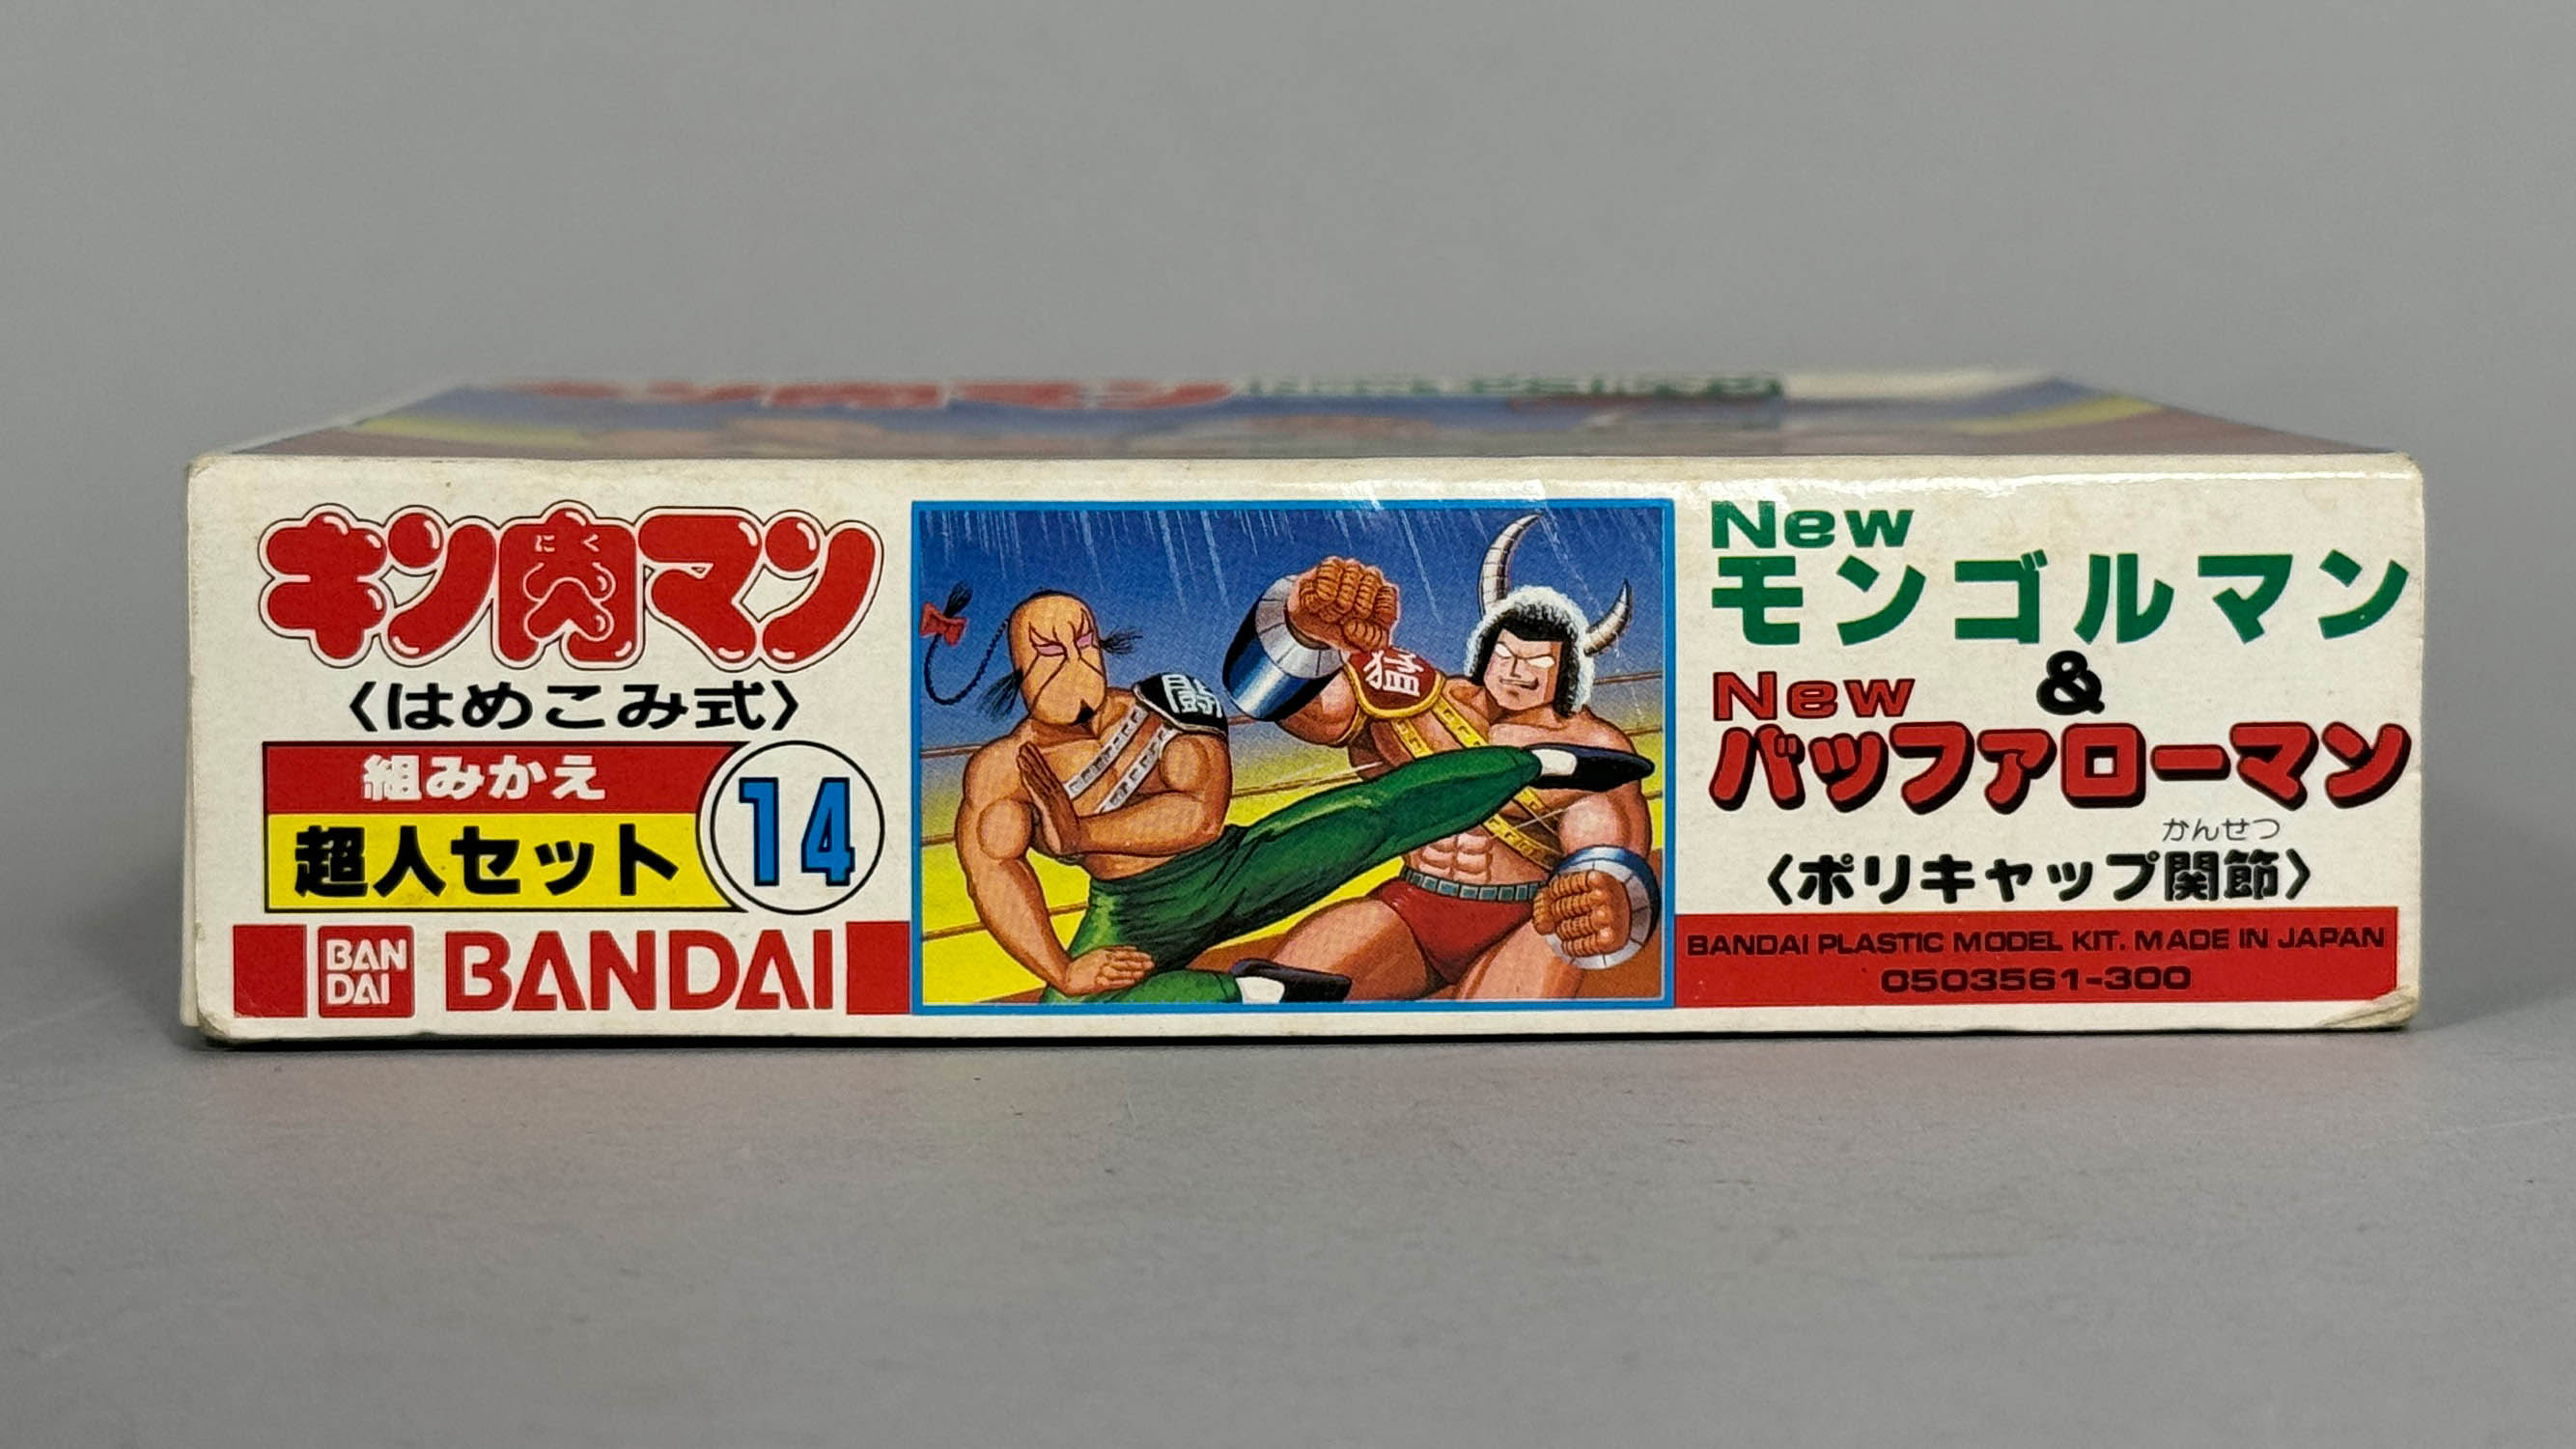 キン肉マン
にく
〈はめこみ式〉
組みかえ
超人セット
14
BAN
DAI
BANDAI
闘
猛
New
モンゴルマン
&
New
バッファローマン
かんせつ
〈ポリキャップ関節〉
BANDAI PLASTIC MODEL KIT. MADE IN JAPAN
0503561-300